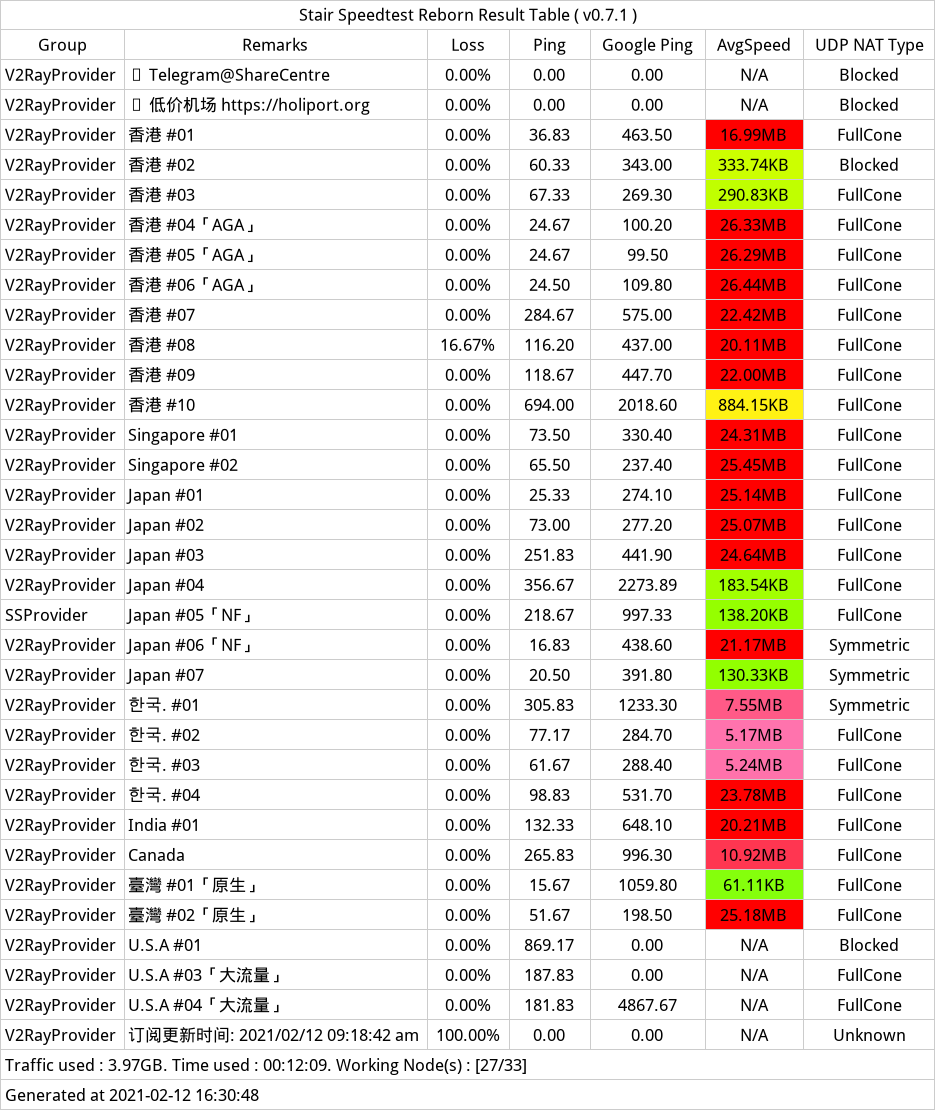 Stair Speedtest Reborn Result Table ( v0.7.1 )
Group Remarks Loss Ping Google Ping AvgSpeed UDP NAT Type
V2RayProvider Telegram@ShareCentre 0.00% 0.00 0.00 N/A Blocked
V2RayProvider 低价机场 https://holiport.org 0.00% 0.00 0.00 N/A Blocked
V2RayProvider 香港 #01 0.00% 36.83 463.50 16.99MB FullCone
V2RayProvider 香港 #02 0.00% 60.33 343.00 333.74KB Blocked
V2RayProvider 香港 #03 0.00% 67.33 269.30 290.83KB FullCone
V2RayProvider 香港 #04「AGA」 0.00% 24.67 100.20 26.33MB FullCone
V2RayProvider 香港 #05「AGA」 0.00% 24.67 99.50 26.29MB FullCone
V2RayProvider 香港 #06「AGA」 0.00% 24.50 109.80 26.44MB FullCone
V2RayProvider 香港 #07 0.00% 284.67 575.00 22.42MB FullCone
V2RayProvider 香港 #08 16.67% 116.20 437.00 20.11MB FullCone
V2RayProvider 香港 #09 0.00% 118.67 447.70 22.00MB FullCone
V2RayProvider 香港 #10 0.00% 694.00 2018.60 884.15KB FullCone
V2RayProvider Singapore #01 0.00% 73.50 330.40 24.31MB FullCone
V2RayProvider Singapore #02 0.00% 65.50 237.40 25.45MB FullCone
V2RayProvider Japan #01 0.00% 25.33 274.10 25.14MB FullCone
V2RayProvider Japan #02 0.00% 73.00 277.20 25.07MB FullCone
V2RayProvider Japan #03 0.00% 251.83 441.90 24.64MB FullCone
V2RayProvider Japan #04 0.00% 356.67 2273.89 183.54KB FullCone
SSProvider Japan #05「NF」 0.00% 218.67 997.33 138.20KB FullCone
V2RayProvider Japan #06「NF」 0.00% 16.83 438.60 21.17MB Symmetric
V2RayProvider Japan #07 0.00% 20.50 391.80 130.33KB Symmetric
V2RayProvider 한국. #01 0.00% 305.83 1233.30 7.55MB Symmetric
V2RayProvider 한국. #02 0.00% 77.17 284.70 5.17MB FullCone
V2RayProvider 한국. #03 0.00% 61.67 288.40 5.24MB FullCone
V2RayProvider 한국. #04 0.00% 98.83 531.70 23.78MB FullCone
V2RayProvider India #01 0.00% 132.33 648.10 20.21MB FullCone
V2RayProvider Canada 0.00% 265.83 996.30 10.92MB FullCone
V2RayProvider 臺灣 #01「原生」 0.00% 15.67 1059.80 61.11KB FullCone
V2RayProvider 臺灣 #02「原生」 0.00% 51.67 198.50 25.18MB FullCone
V2RayProvider U.S.A #01 0.00% 869.17 0.00 N/A Blocked
V2RayProvider U.S.A #03「大流量」 0.00% 187.83 0.00 N/A FullCone
V2RayProvider U.S.A #04「大流量」 0.00% 181.83 4867.67 N/A FullCone
V2RayProvider 订阅更新时间: 2021/02/12 09:18:42 am 100.00% 0.00 0.00 N/A Unknown
Traffic used : 3.97GB. Time used : 00:12:09. Working Node(s) : [27/33]
Generated at 2021-02-12 16:30:48